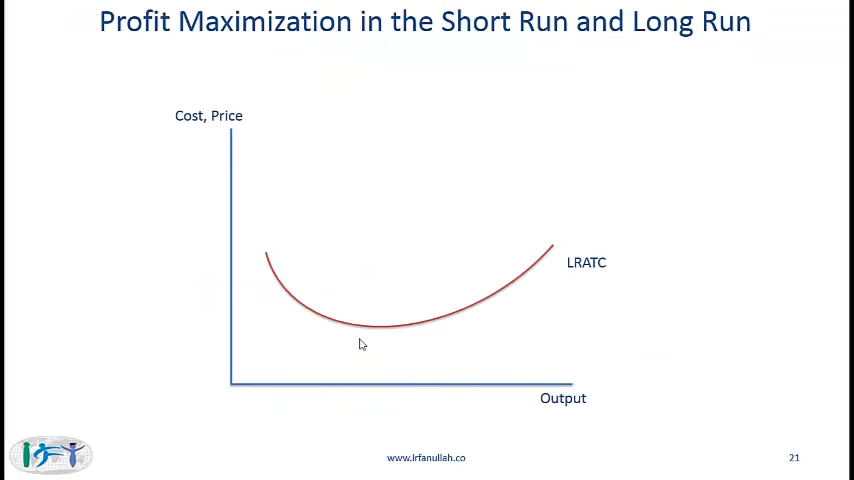 Profit Maximization in the Short Run and Long Run
Cost, Price
LRATC
Output
www.irfanullah.co
21